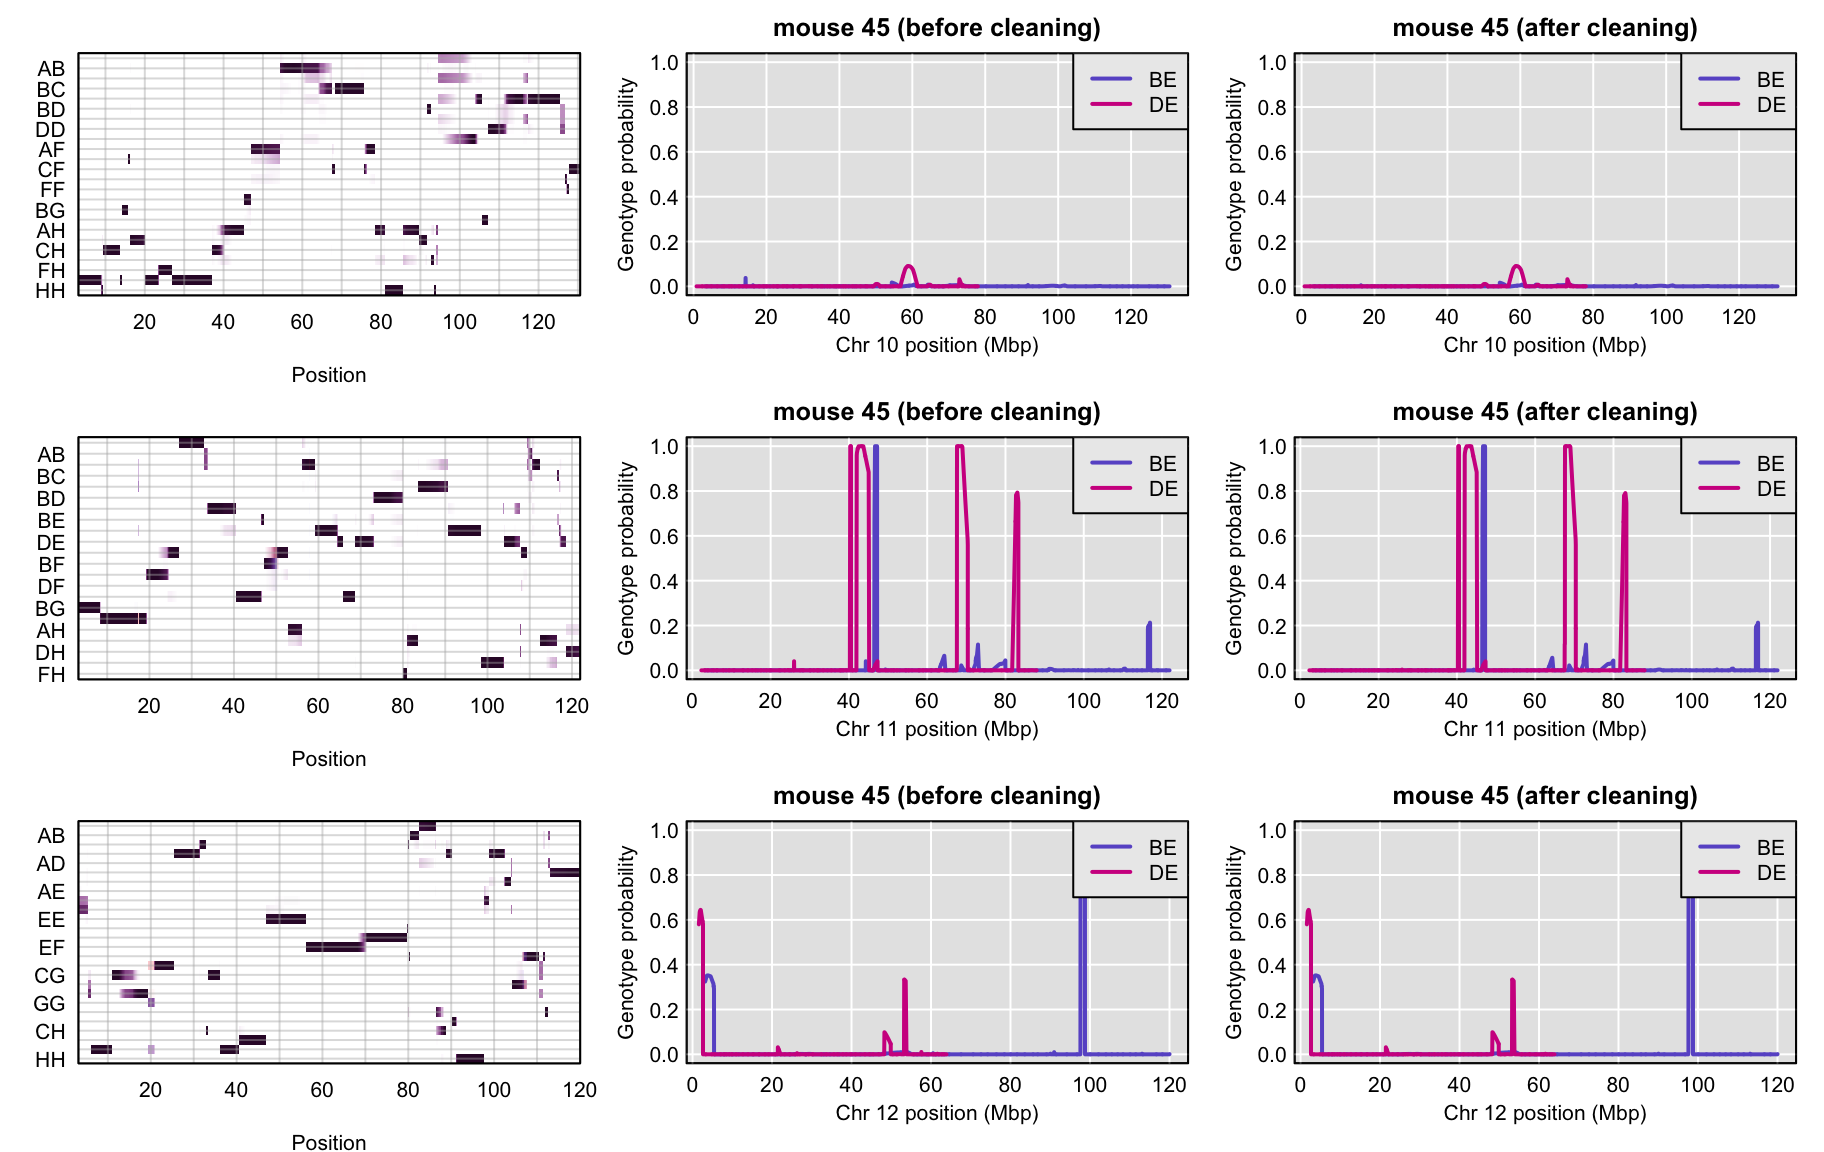 mouse 45 (before cleaning)
mouse 45 (after cleaning)
AB
BC
BD
DD
AF
CF
FF
BG
AH
CH
FH
HH
20 40 60 80 100 120
Position
Genotype probability
1.0
0.8
0.6
0.4
0.2
0.0
BE
DE
0 20 40 60 80 100 120
Chr 10 position (Mbp)
Genotype probability
1.0
0.8
0.6
0.4
0.2
0.0
BE
DE
0 20 40 60 80 100 120
Chr 10 position (Mbp)
mouse 45 (before cleaning)
mouse 45 (after cleaning)
AB
BC
BD
BE
DE
BF
DF
BG
AH
DH
FH
20 40 60 80 100 120
Position
Genotype probability
1.0
0.8
0.6
0.4
0.2
0.0
BE
DE
0 20 40 60 80 100 120
Chr 11 position (Mbp)
Genotype probability
1.0
0.8
0.6
0.4
0.2
0.0
BE
DE
0 20 40 60 80 100 120
Chr 11 position (Mbp)
mouse 45 (before cleaning)
mouse 45 (after cleaning)
AB
AD
AE
EE
EF
CG
GG
CH
HH
20 40 60 80 100 120
Position
Genotype probability
1.0
0.8
0.6
0.4
0.2
0.0
BE
DE
0 20 40 60 80 100 120
Chr 12 position (Mbp)
Genotype probability
1.0
0.8
0.6
0.4
0.2
0.0
BE
DE
0 20 40 60 80 100 120
Chr 12 position (Mbp)